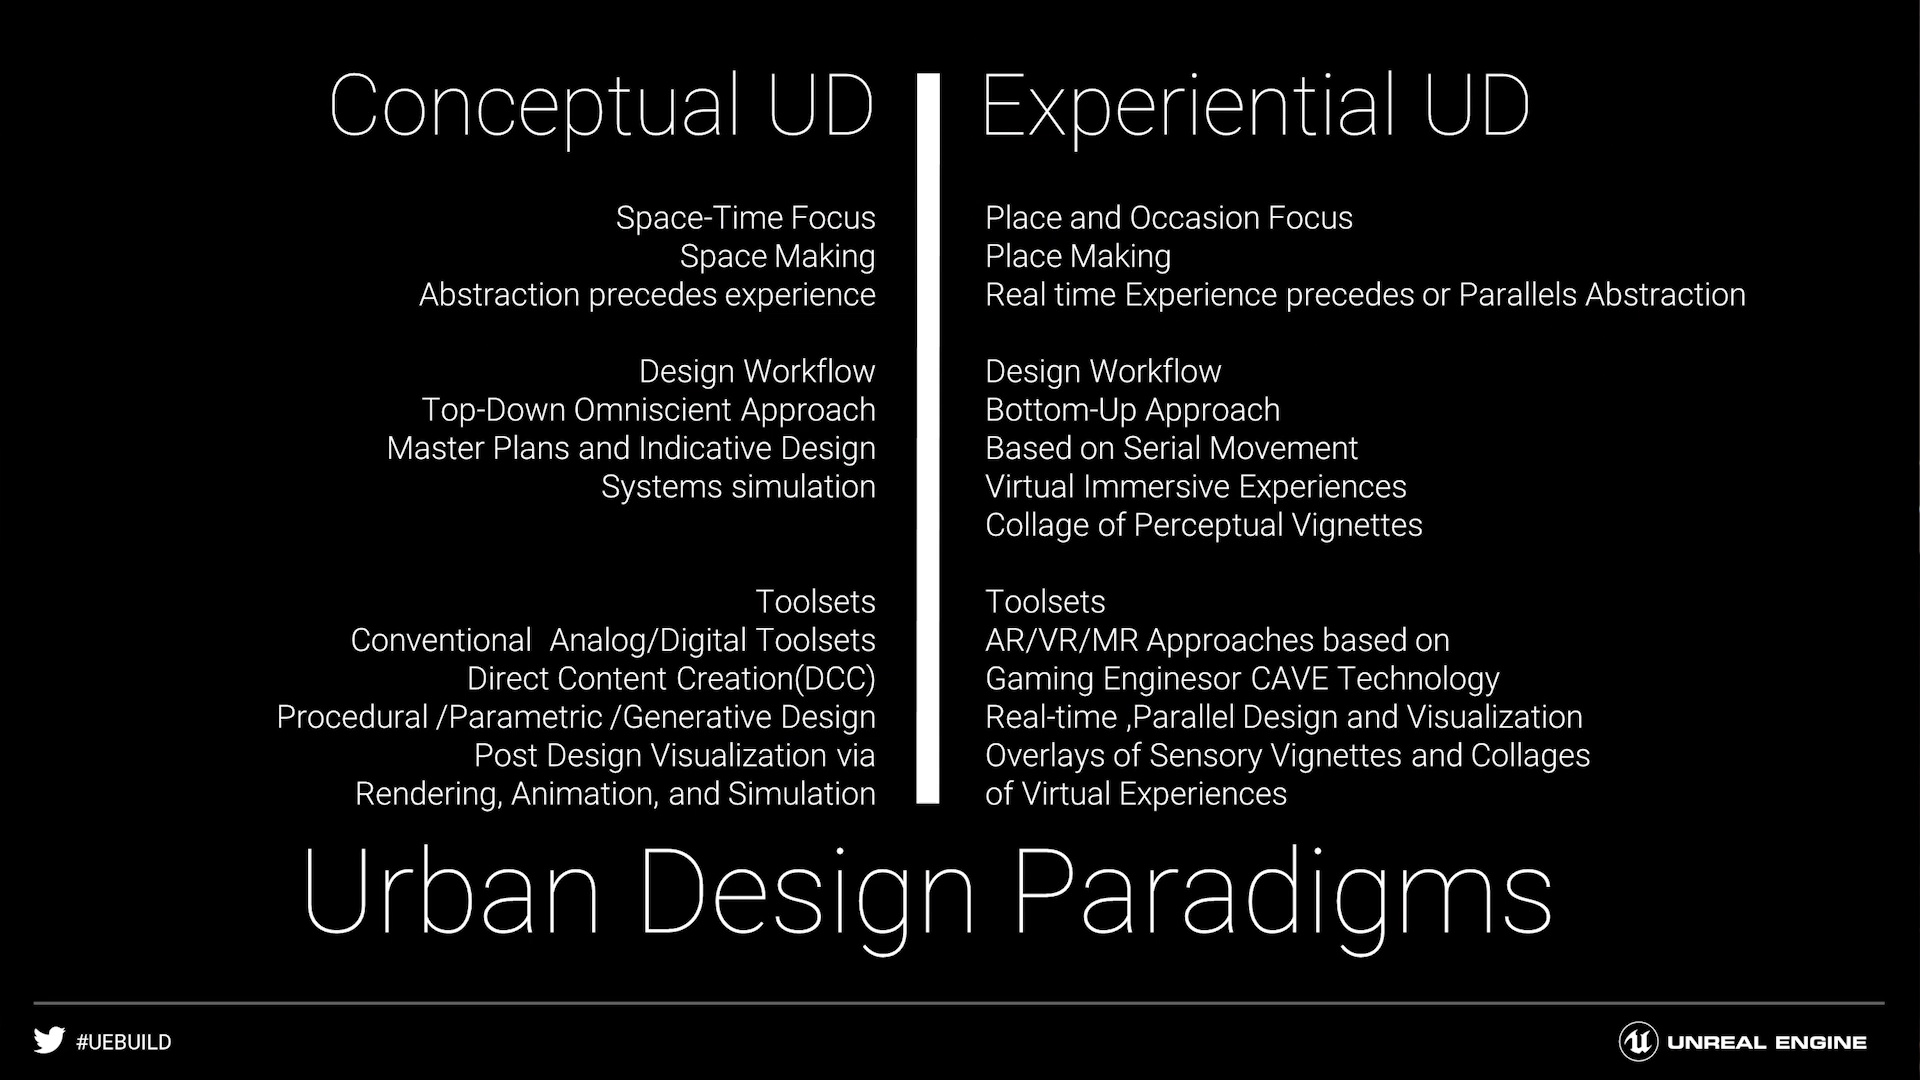 Conceptual UD
Space-Time Focus
Space Making
Abstraction precedes experience
Design Workflow
Top-Down Omniscient Approach
Master Plans and Indicative Design
Systems simulation
Toolsets
Conventional  Analog/Digital Toolsets
Direct Content Creation(DCC)
Procedural /Parametric /Generative Design
Post Design Visualization via
Rendering, Animation, and Simulation
Experiential UD
Place and Occasion Focus
Place Making
Real time Experience precedes or Parallels Abstraction
Design Workflow
Bottom-Up Approach
Based on Serial Movement
Virtual Immersive Experiences
Collage of Perceptual Vignettes
Toolsets
AR/VR/MR Approaches based on
Gaming Enginesor CAVE Technology
Real-time ,Parallel Design and Visualization
Overlays of Sensory Vignettes and Collages
of Virtual Experiences
Urban Design Paradigms
#UEBUILD
UNREAL ENGINE